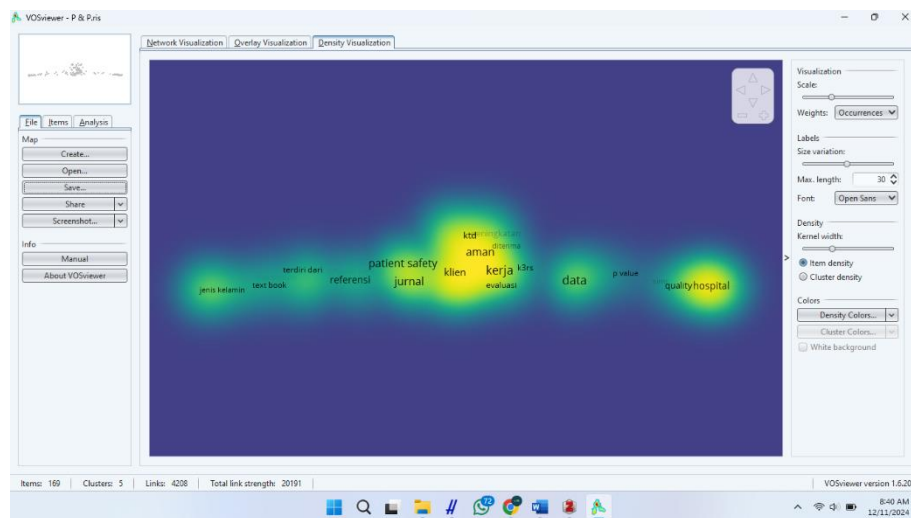 VOSviewer - P & P.ris
Network Visualization Overlay Visualization Density Visualization
File Items Analysis
Map
Create...
Open...
Save...
Share
Screenshot...
Info
Manual
About VOSviewer
ktd
diterima
aman
patient safety
klien
kerja
k3rs
evaluasi
terdiri dari
referensi
jurnal
jenis kelamin
text book
data
p value
quality
hospital
Visualization
Scale:
Weights: Occurrences
Labels
Size variation:
Max. length: 30
Font: Open Sans
Density
Kernel width:
Item density
Cluster density
Colors
Density Colors...
Cluster Colors...
White background
Items: 169 Clusters: 5 Links: 4208 Total link strength: 20191 VOSviewer version 1.6.20
72
8:40 AM
12/11/2024